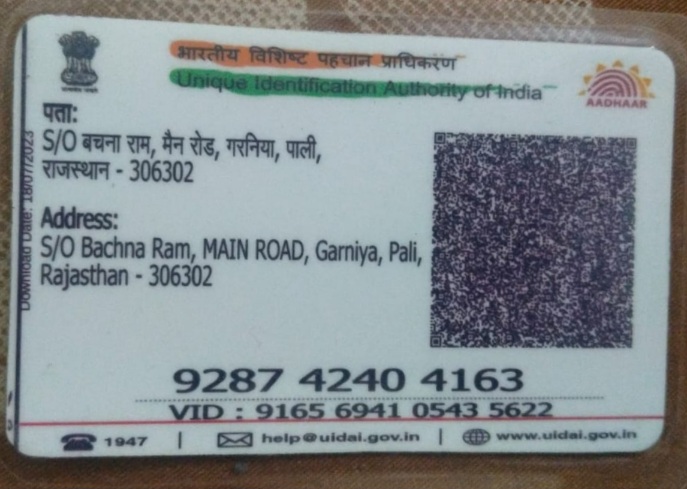 भारतीय विशिष्ट पहचान प्राधिकरण
Unique Identification Authority of India
AADHAAR
पता:
S/O बचना राम, मैन रोड, गरनिया, पाली,
राजस्थान - 306302
Address:
S/O Bachna Ram, MAIN ROAD, Garniya, Pali,
Rajasthan - 306302
Download Date: 18/07/2023
9287 4240 4163
VID : 9165 6941 0543 5622
1947 | help@uidai.gov.in | www.uidai.gov.in